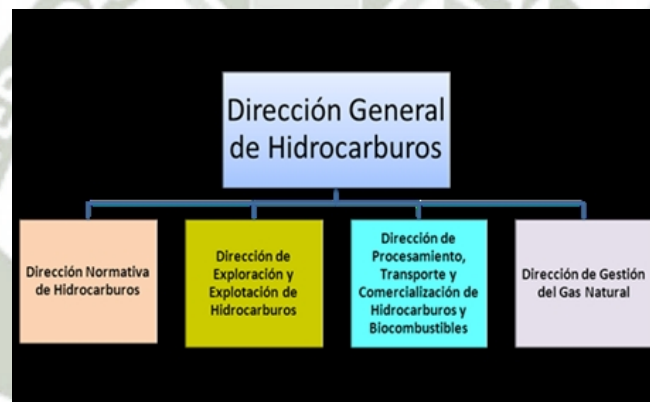 Dirección General
de Hidrocarburos
Dirección Normativa
de Hidrocarburos
Dirección de
Exploración y
Explotación de
Hidrocarburos
Dirección de
Procesamiento,
Transporte y
Comercialización de
Hidrocarburos y
Biocombustibles
Dirección de Gestión
del Gas Natural